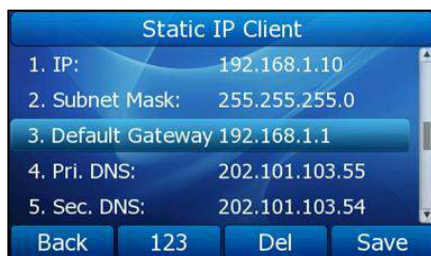 Static IP Client
1. IP: 192.168.1.10
2. Subnet Mask: 255.255.255.0
3. Default Gateway 192.168.1.1
4. Pri. DNS: 202.101.103.55
5. Sec. DNS: 202.101.103.54
Back 123 Del Save